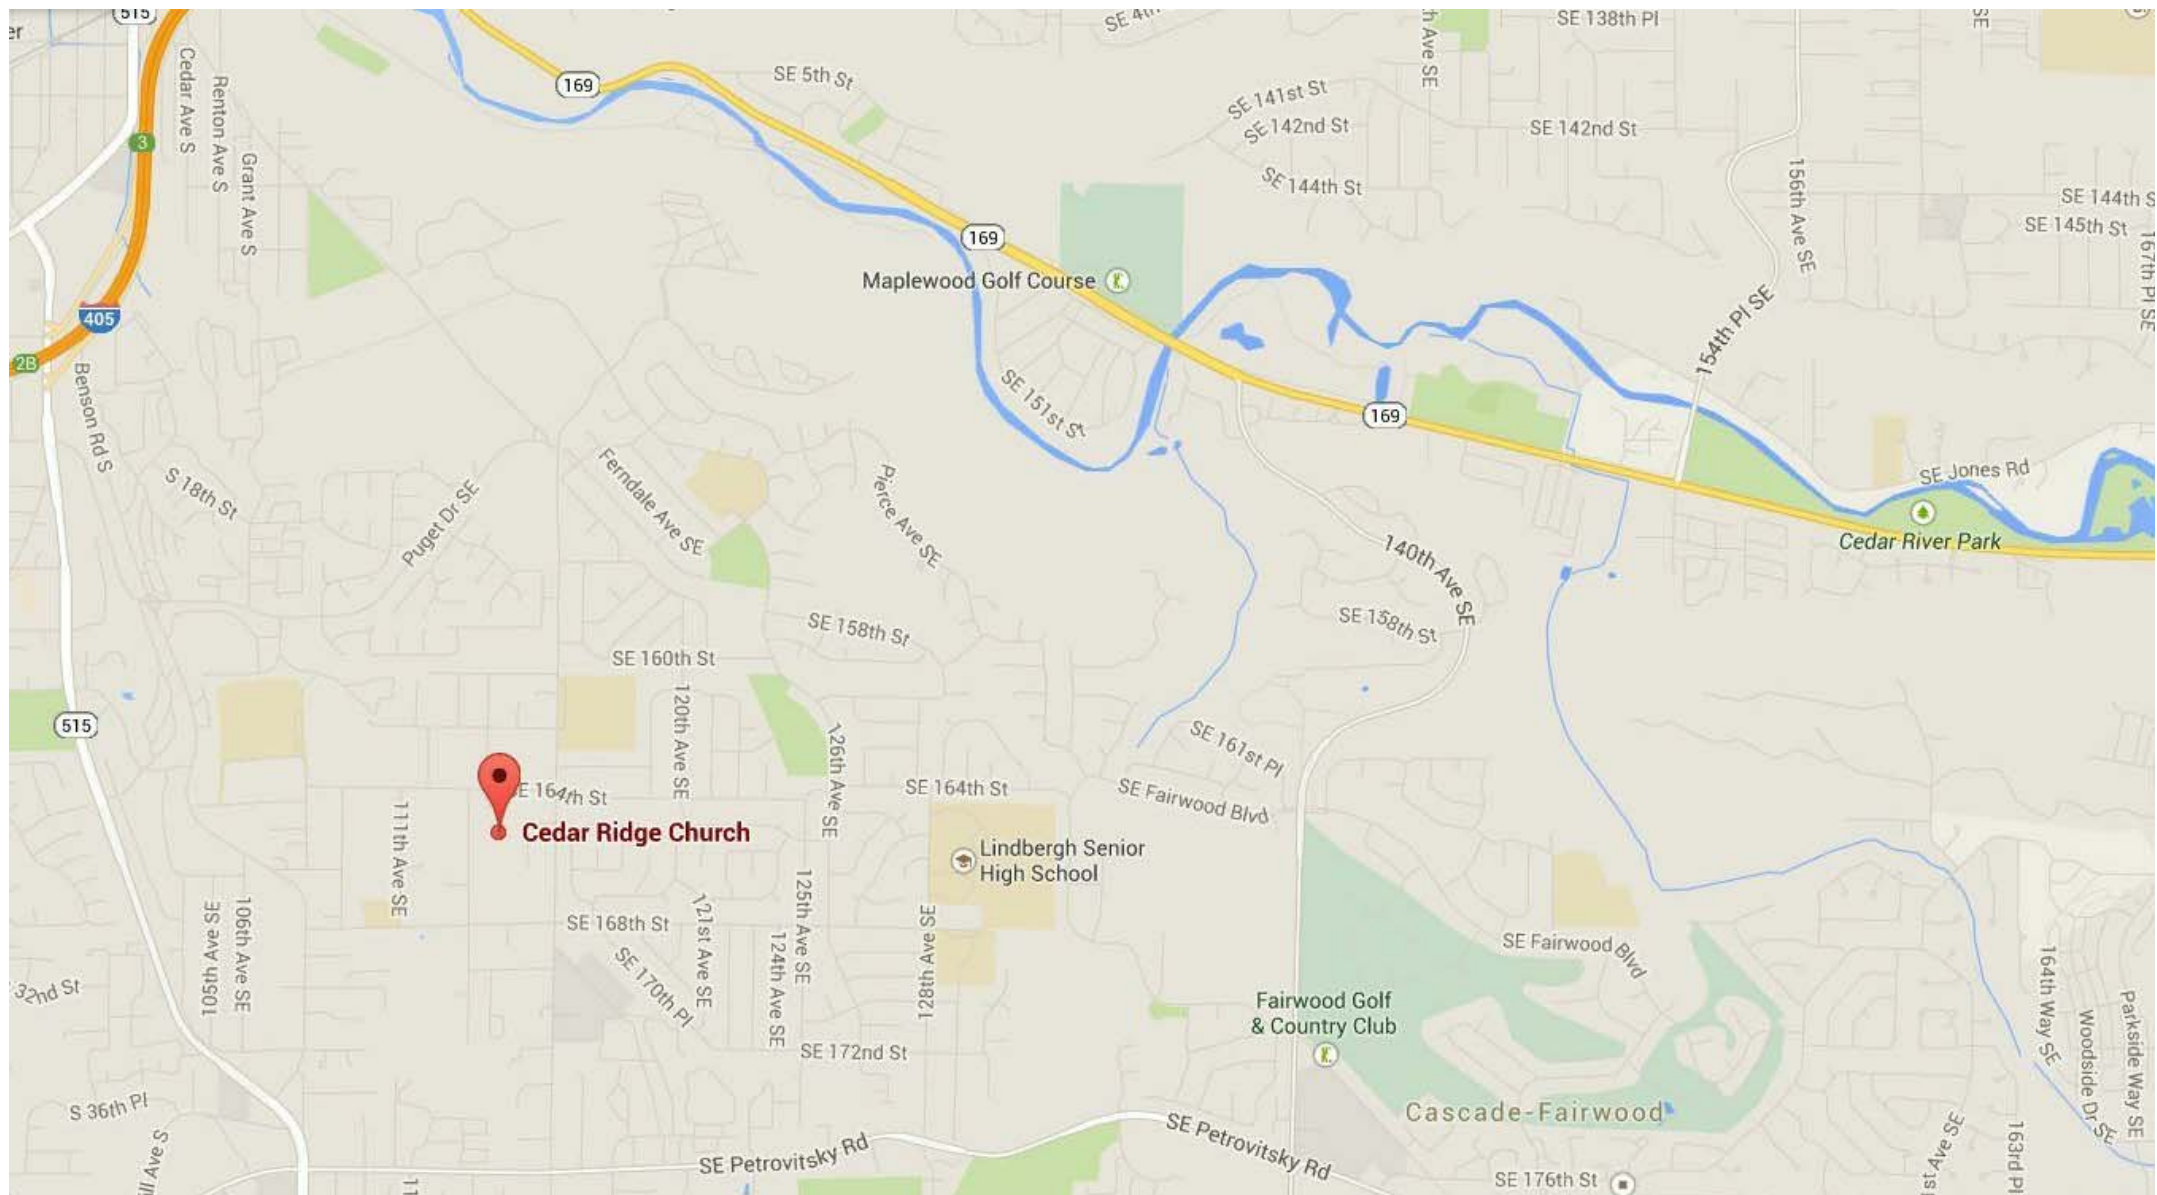 515
er
Cedar Ave S
Renton Ave S
Grant Ave S
3
405
2B
Benson Rd S
169
SE 5th St
SE 4th
SE 138th Pl
SE
SE 141st St
SE 142nd St
SE 142nd St
SE 144th St
156th Ave SE
SE 144th S
SE 145th St
167th Pl SE
169
Maplewood Golf Course
154th Pl SE
SE 151st St
169
SE Jones Rd
Cedar River Park
S 18th St
Puget Dr SE
Ferndale Ave SE
Pierce Ave SE
140th Ave SE
SE 158th St
SE 158th St
SE 160th St
120th Ave SE
126th Ave SE
515
SE 161st Pl
SE 164th St
SE 164th St
SE Fairwood Blvd
Cedar Ridge Church
111th Ave SE
Lindbergh Senior
High School
105th Ave SE
106th Ave SE
SE 168th St
121st Ave SE
125th Ave SE
124th Ave SE
128th Ave SE
SE 170th Pl
SE 172nd St
SE Fairwood Blvd
164th Way SE
Woodside Dr SE
Parkside Way SE
32nd St
Fairwood Golf
& Country Club
Cascade-Fairwood
S 36th Pl
SE Petrovitsky Rd
SE Petrovitsky Rd
SE 176th St
163rd Pl